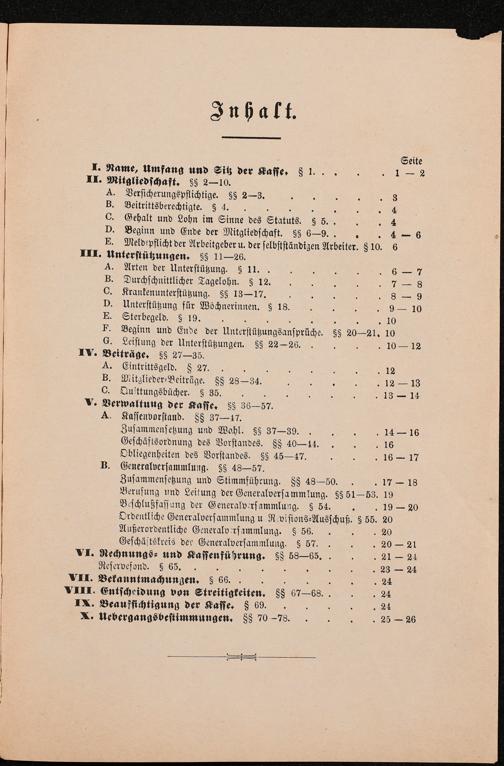 Inhalt.
Seite
I. Name, Umfang und Sitz der Kasse. § 1. . . . . 1 — 2
II. Mitgliedschaft. §§ 2—10.
A. Versicherungspflichtige. §§ 2—3. . . . . . 3
B. Beitrittsberechtigte. § 4. . . . . . . 4
C. Gehalt und Lohn im Sinne des Statuts. § 5. . . . 4
D. Beginn und Ende der Mitgliedschaft. §§ 6—9. . . . 4 — 6
E. Meldepflicht der Arbeitgeber u. der selbstständigen Arbeiter. § 10. 6
III. Unterstützungen. §§ 11—26.
A. Arten der Unterstützung. § 11. . . . . . 6 — 7
B. Durchschnittlicher Tagelohn. § 12. . . . . . 7 — 8
C. Krankenunterstützung. §§ 13—17. . . . . . 8 — 9
D. Unterstützung für Wöchnerinnen. § 18. . . . . 9 — 10
E. Sterbegeld. § 19. . . . . . . . 10
F. Beginn und Ende der Unterstützungsansprüche. §§ 20—21. 10
G. Leistung der Unterstützungen. §§ 22—26. . . . . 10 — 12
IV. Beiträge. §§ 27—35.
A. Eintrittsgeld. § 27. . . . . . . 12
B. Mitglieder-Beiträge. §§ 28—34. . . . . . 12 — 13
C. Quittungsbücher. § 35. . . . . . . 13 — 14
V. Verwaltung der Kasse. §§ 36—57.
A. Kassenvorstand. §§ 37—47.
Zusammensetzung und Wahl. §§ 37—39. . . . . 14 — 16
Geschäftsordnung des Vorstandes. §§ 40—44. . . . 16
Obliegenheiten des Vorstandes. §§ 45—47. . . . 16 — 17
B. Generalversammlung. §§ 48—57.
Zusammensetzung und Stimmführung. §§ 48—50. . . . 17 — 18
Berufung und Leitung der Generalversammlung. §§ 51—53. 19
Beschlußfassung der Generalversammlung. § 54. . . . 19 — 20
Ordentliche Generalversammlung u Revisions-Ausschuß. § 55. 20
Außerordentliche Generalversammlung. § 56. . . . 20
Geschäftskreis der Generalversammlung. § 57. . . . 20 — 21
VI. Rechnungs- und Kassenführung. §§ 58—65. . . . 21 — 24
Reservefond. § 65. . . . . . . . 23 — 24
VII. Bekanntmachungen. § 66. . . . . . . 24
VIII. Entscheidung von Streitigkeiten. §§ 67—68. . . . 24
IX. Beaufsichtigung der Kasse. § 69. . . . . . 24
X. Uebergangsbestimmungen. §§ 70 -78. . . . . 25 — 26